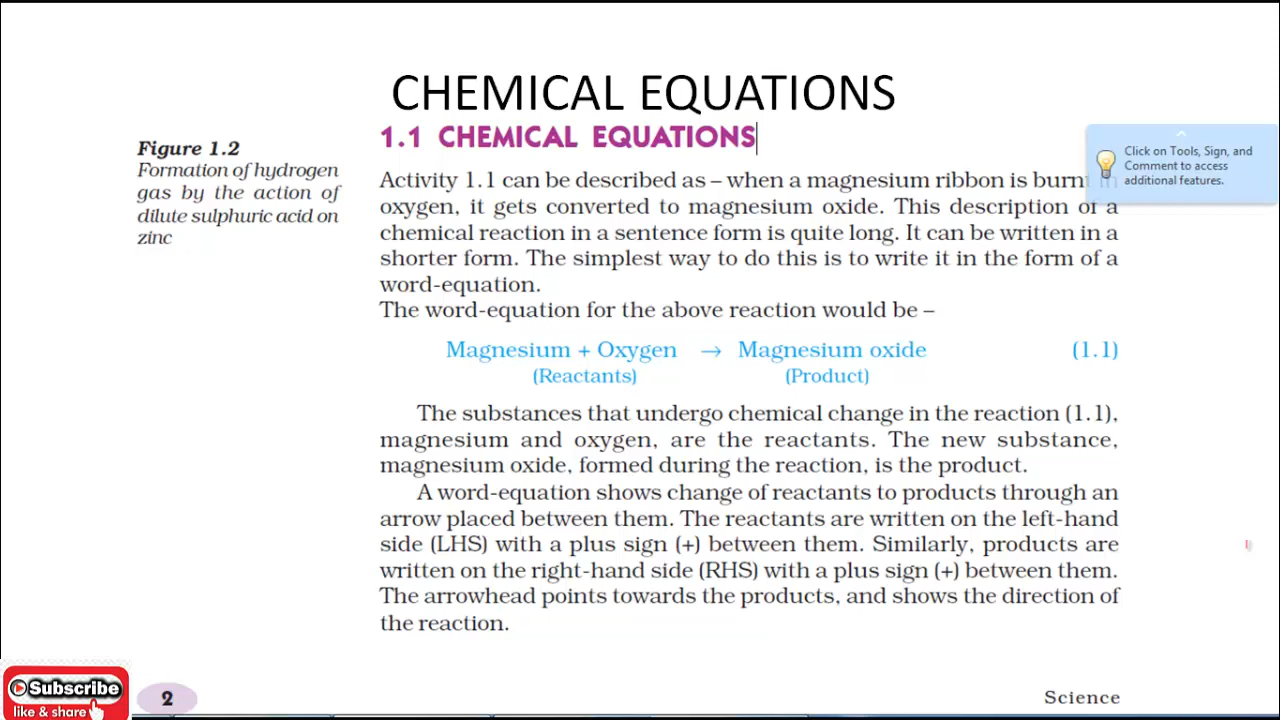 CHEMICAL EQUATIONS
1.1 CHEMICAL EQUATIONS
Figure 1.2
Formation of hydrogen
gas by the action of
dilute sulphuric acid on
zinc
Click on Tools, Sign, and
Comment to access
additional features.
Activity 1.1 can be described as – when a magnesium ribbon is burnt in
oxygen, it gets converted to magnesium oxide. This description of a
chemical reaction in a sentence form is quite long. It can be written in a
shorter form. The simplest way to do this is to write it in the form of a
word-equation.
The word-equation for the above reaction would be –
Magnesium + Oxygen → Magnesium oxide (1.1)
(Reactants) (Product)
The substances that undergo chemical change in the reaction (1.1),
magnesium and oxygen, are the reactants. The new substance,
magnesium oxide, formed during the reaction, is the product.
A word-equation shows change of reactants to products through an
arrow placed between them. The reactants are written on the left-hand
side (LHS) with a plus sign (+) between them. Similarly, products are
written on the right-hand side (RHS) with a plus sign (+) between them.
The arrowhead points towards the products, and shows the direction of
the reaction.
Subscribe
like & share
2
Science